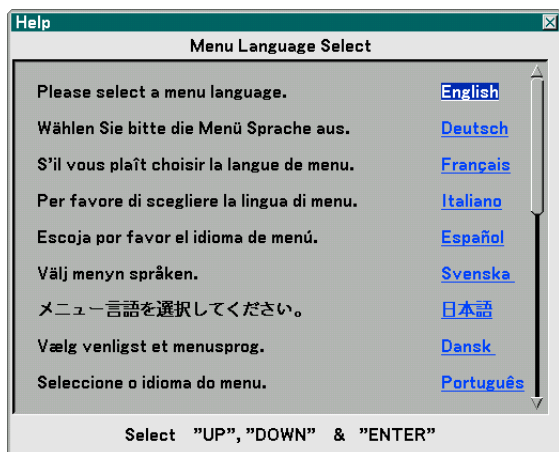 Help
Menu Language Select
Please select a menu language. English
Wählen Sie bitte die Menü Sprache aus. Deutsch
S'il vous plaît choisir la langue de menu. Français
Per favore di scegliere la lingua di menu. Italiano
Escoja por favor el idioma de menú. Español
Välj menyn språken. Svenska
メニュー言語を選択してください。 日本語
Vælg venligst et menusprog. Dansk
Seleccione o idioma do menu. Português
Select "UP","DOWN" & "ENTER"